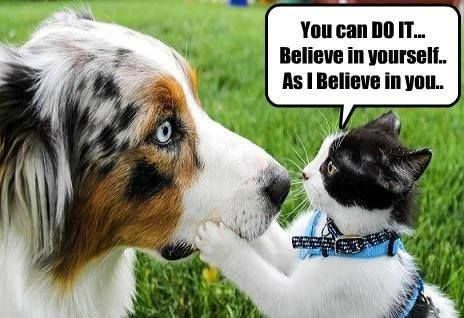 You can DO IT...
Believe in yourself..
As I Believe in you..